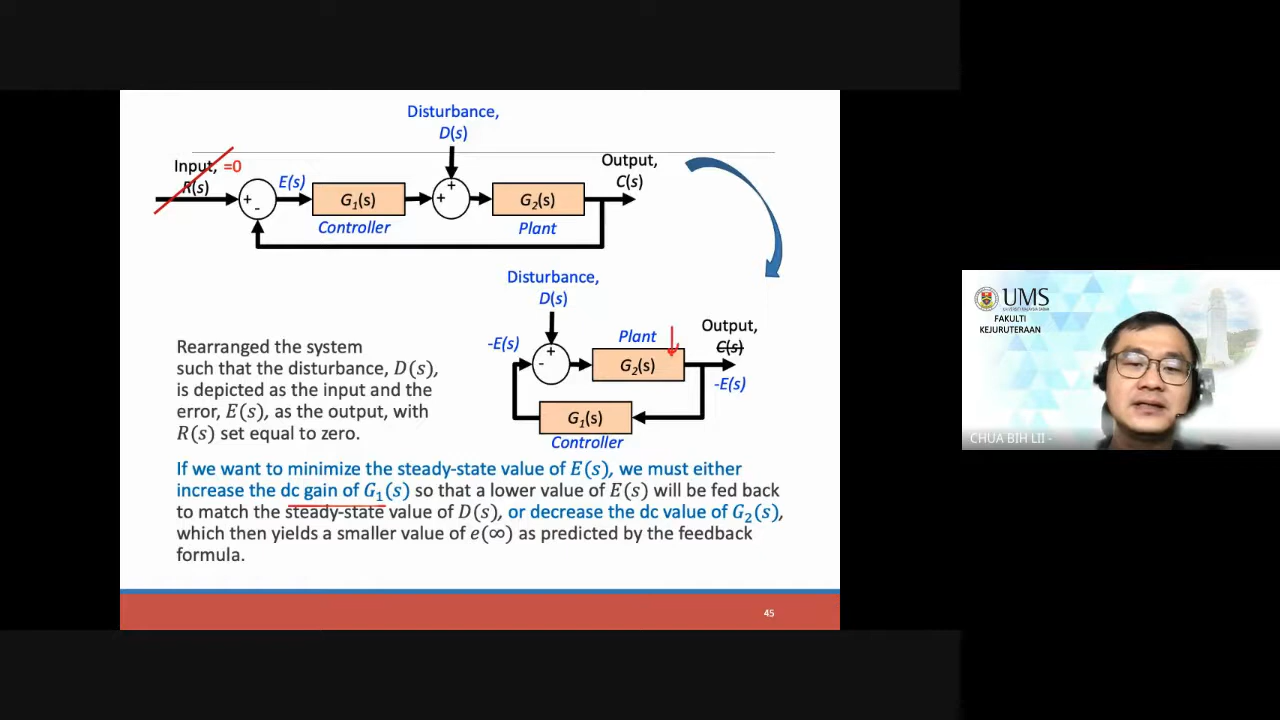 Disturbance,
D(s)
Input, =0
R(s)
Output,
C(s)
E(s)
+
-
G₁(s)
+
+
G₂(s)
Controller
Plant
Disturbance,
D(s)
-E(s)
+
-
Plant
G₂(s)
Output,
C(s)
-E(s)
G₁(s)
Controller
Rearranged the system
such that the disturbance, D(s),
is depicted as the input and the
error, E(s), as the output, with
R(s) set equal to zero.
If we want to minimize the steady-state value of E(s), we must either
increase the dc gain of G₁(s) so that a lower value of E(s) will be fed back
to match the steady-state value of D(s), or decrease the dc value of G₂(s),
which then yields a smaller value of e(∞) as predicted by the feedback
formula.
45
UMS
FAKULTI
KEJURUTERAAN
CHUA BIH LII -